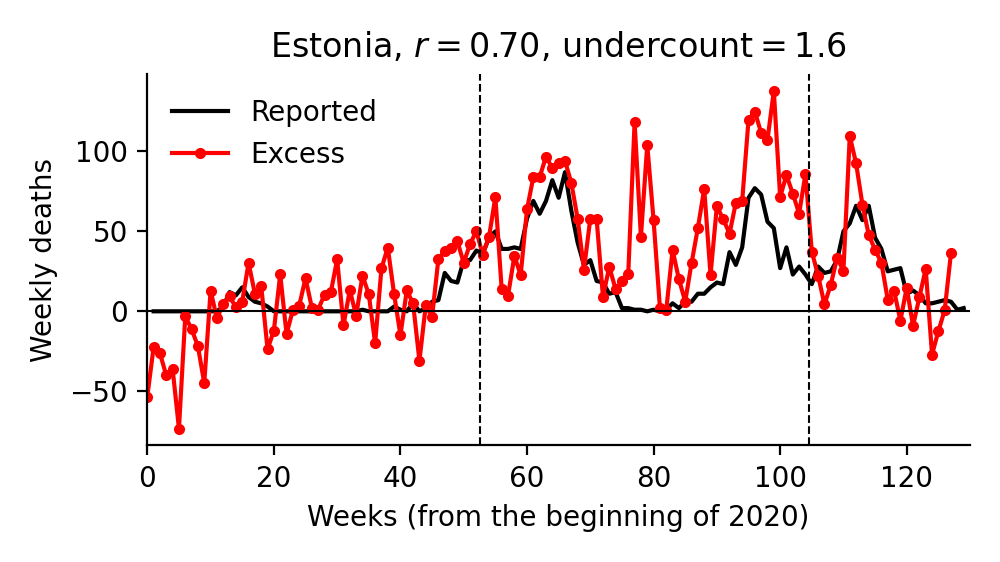 Estonia, r = 0.70, undercount = 1.6
Reported
Excess
Weekly deaths
100
50
0
−50
0 20 40 60 80 100 120
Weeks (from the beginning of 2020)